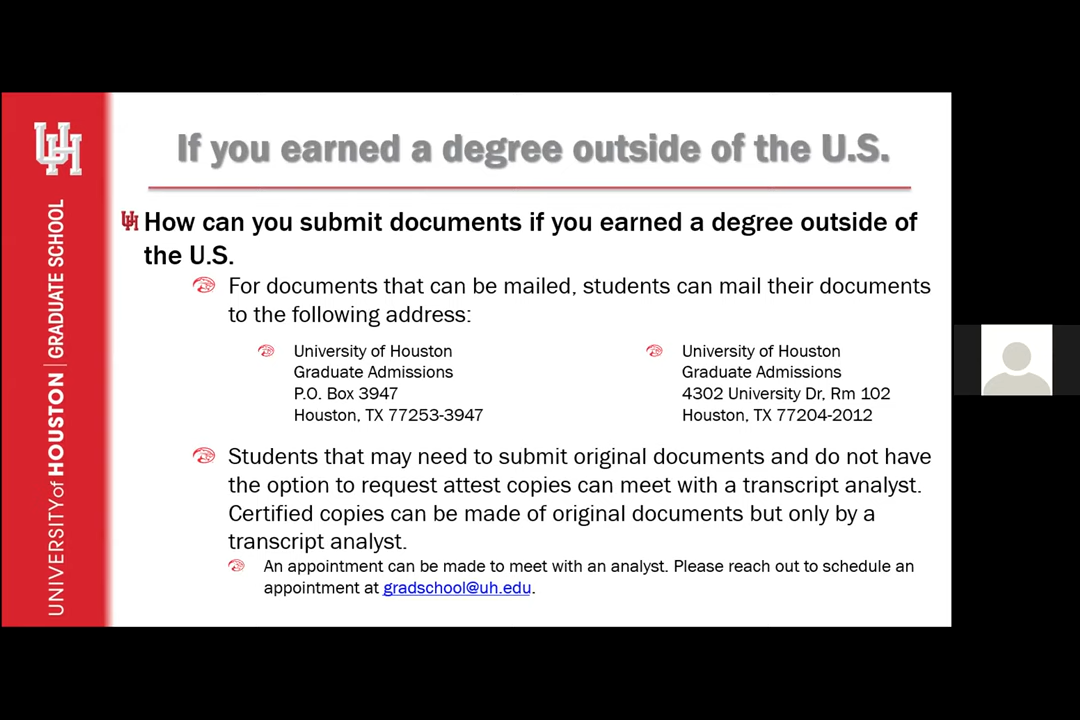 If you earned a degree outside of the U.S.
How can you submit documents if you earned a degree outside of
the U.S.
For documents that can be mailed, students can mail their documents
to the following address:
University of Houston
Graduate Admissions
P.O. Box 3947
Houston, TX 77253-3947
University of Houston
Graduate Admissions
4302 University Dr, Rm 102
Houston, TX 77204-2012
Students that may need to submit original documents and do not have
the option to request attest copies can meet with a transcript analyst.
Certified copies can be made of original documents but only by a
transcript analyst.
An appointment can be made to meet with an analyst. Please reach out to schedule an
appointment at gradschool@uh.edu.
UH
UNIVERSITY of HOUSTON | GRADUATE SCHOOL